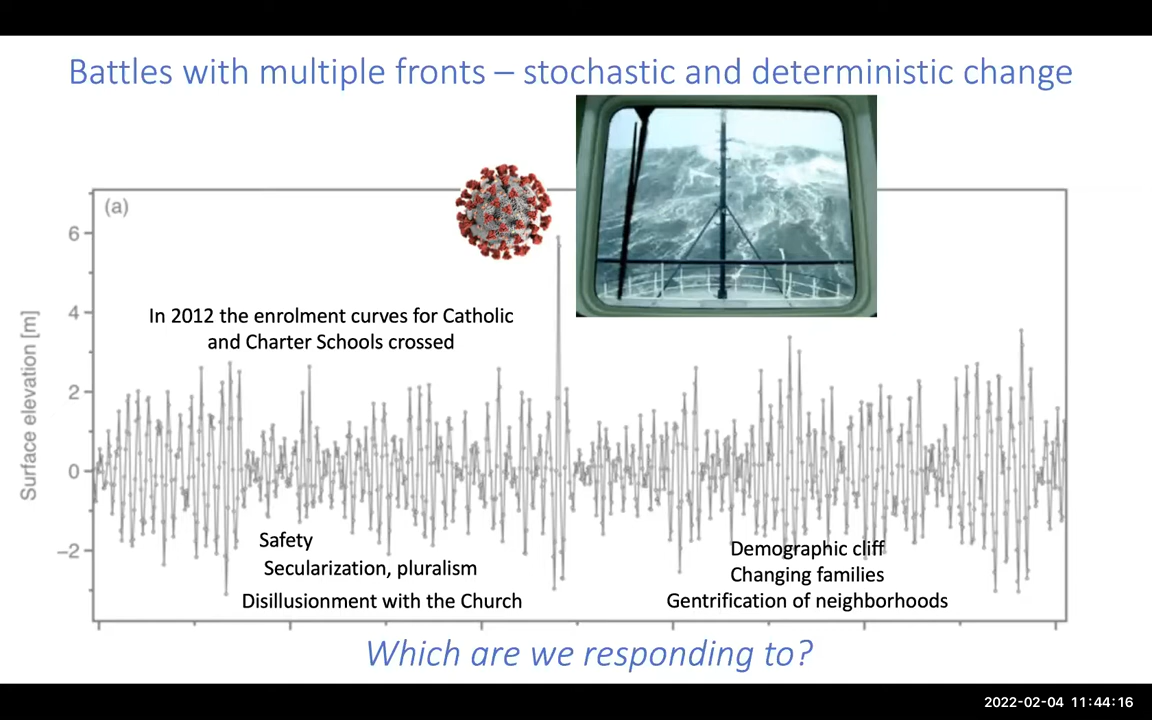 Battles with multiple fronts – stochastic and deterministic change
(a)
6
4
2
0
−2
Surface elevation [m]
In 2012 the enrolment curves for Catholic
and Charter Schools crossed
Safety
Secularization, pluralism
Disillusionment with the Church
Demographic cliff
Changing families
Gentrification of neighborhoods
Which are we responding to?
2022-02-04 11:44:16